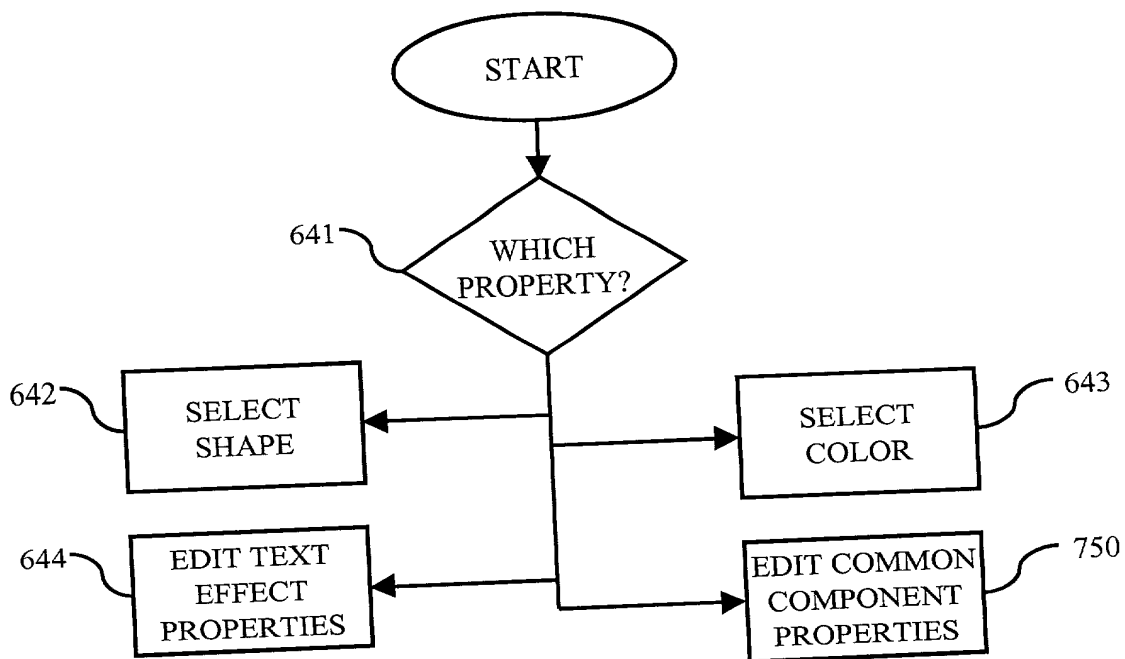 START
641
WHICH
PROPERTY?
642
SELECT
SHAPE
643
SELECT
COLOR
644
EDIT TEXT
EFFECT
PROPERTIES
750
EDIT COMMON
COMPONENT
PROPERTIES